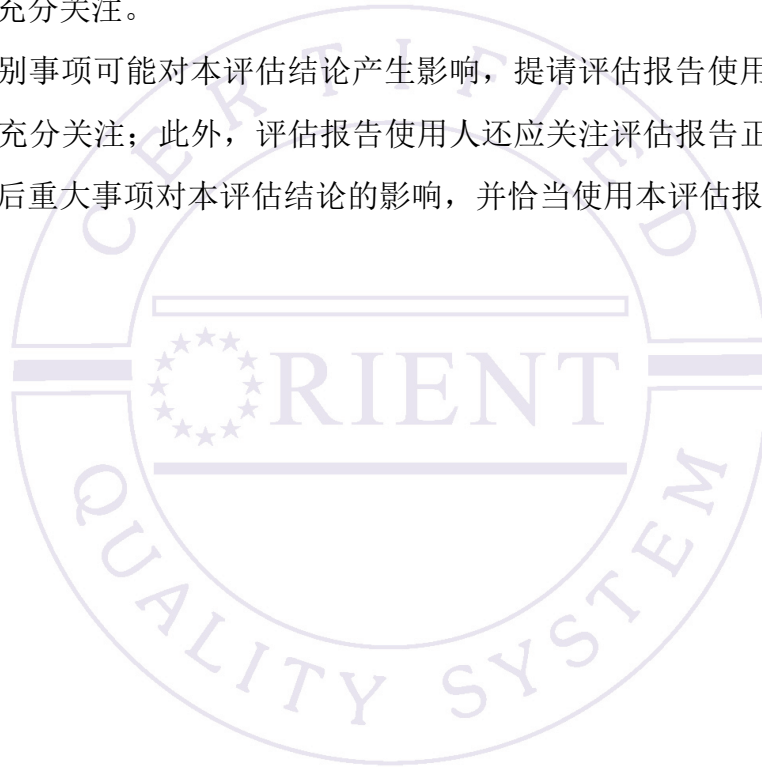 充分关注。
别事项可能对本评估结论产生影响，提请评估报告使用
充分关注；此外，评估报告使用人还应关注评估报告正
后重大事项对本评估结论的影响，并恰当使用本评估报
CERTIFIED
ORIENT
QUALITY SYSTEM